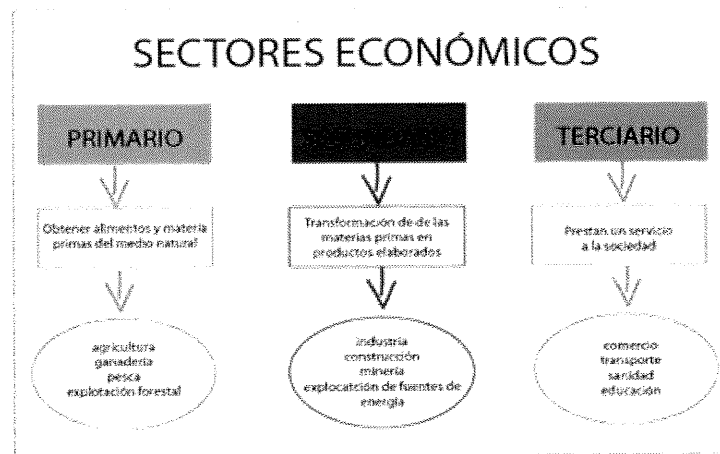 SECTORES ECONÓMICOS
PRIMARIO
TERCIARIO
Obtener alimentos y materia
primas del medio natural
Transformación de de las
materias primas en
productos elaborados
Prestan un servicio
a la sociedad
agricultura
ganadería
pesca
explotación forestal
industria
construcción
minería
explocatción de fuentes de
energía
comercio
transporte
sanidad
educación